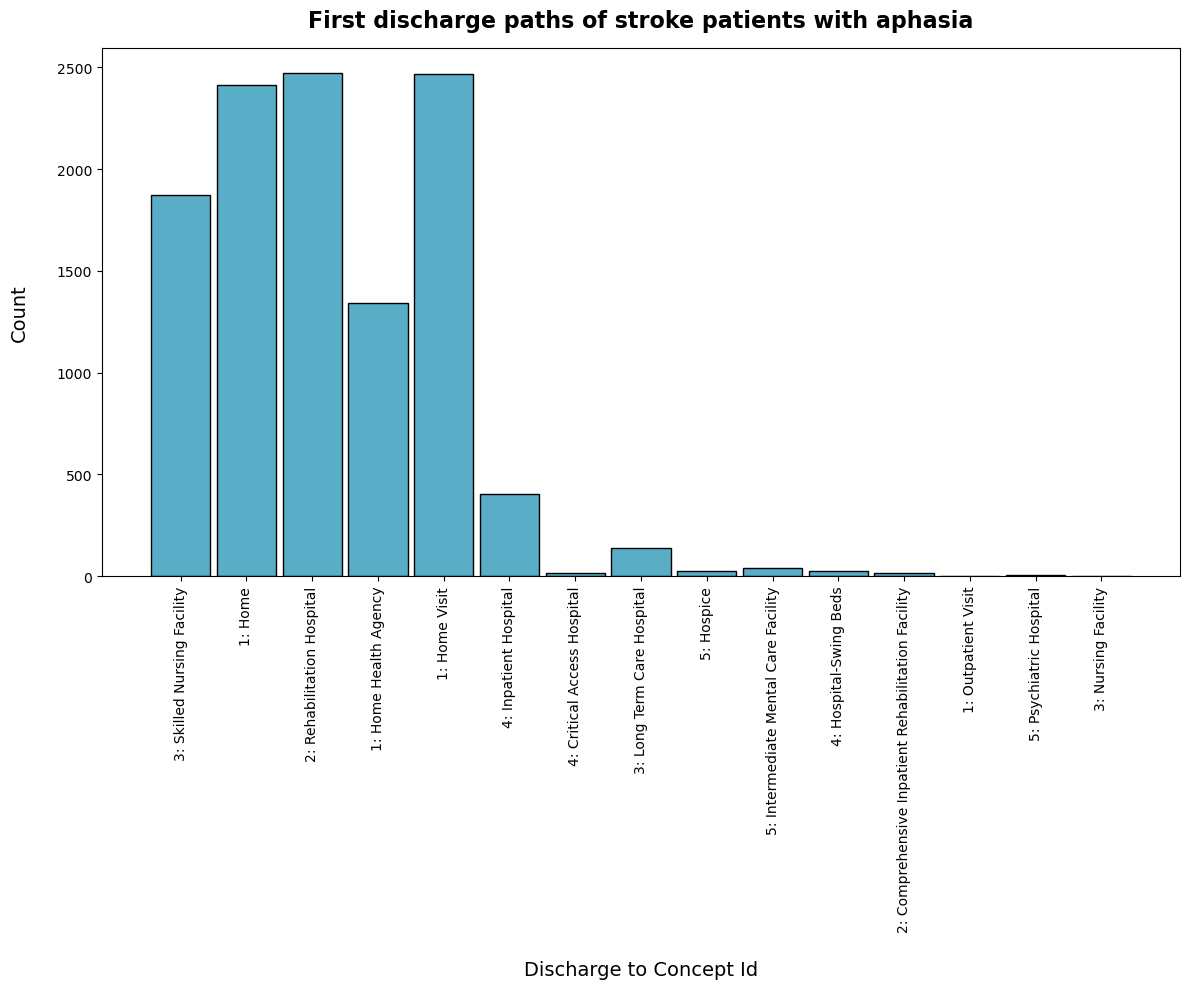 First discharge paths of stroke patients with aphasia
Count
2500
2000
1500
1000
500
0
3: Skilled Nursing Facility
1: Home
2: Rehabilitation Hospital
1: Home Health Agency
1: Home Visit
4: Inpatient Hospital
4: Critical Access Hospital
3: Long Term Care Hospital
5: Hospice
5: Intermediate Mental Care Facility
4: Hospital-Swing Beds
2: Comprehensive Inpatient Rehabilitation Facility
1: Outpatient Visit
5: Psychiatric Hospital
3: Nursing Facility
Discharge to Concept Id